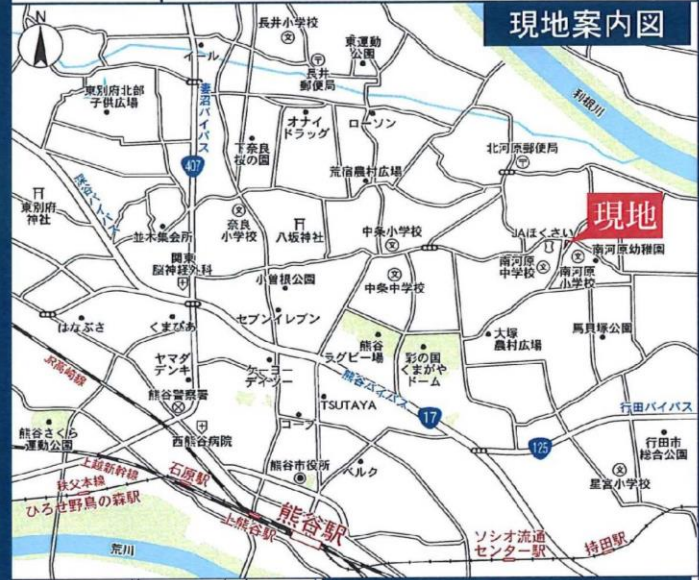 現地案内図
N
長井小学校
東運動
公園
イール
長井
郵便局
利根川
東別府北部
子供広場
妻沼バイパス
オナイ
ドラッグ
ローソン
下奈良
桜の園
北河原郵便局
407
荒宿農村広場
熊谷バイパス
東別府
神社
現地
奈良
小学校
八坂神社
中条小学校
JAほくさい
並木集会所
南河原幼稚園
南河原
中学校
南河原
小学校
関東
脳神経外科
小曽根公園
中条中学校
はなぶさ
くまぴあ
セブンイレブン
熊谷
ラグビー場
彩の国
くまがや
ドーム
大塚
農村広場
馬貝塚公園
JR高崎線
ヤマダ
デンキ
ケーヨー
デイツー
熊谷バイパス
熊谷警察署
TSUTAYA
17
行田バイパス
熊谷さくら
運動公園
コープ
125
西熊谷病院
行田市
総合公園
上越新幹線
熊谷市役所
ベルク
秩父本線
石原駅
星宮小学校
ひろせ野鳥の森駅
熊谷駅
上熊谷駅
ソシオ流通
センター駅
持田駅
荒川